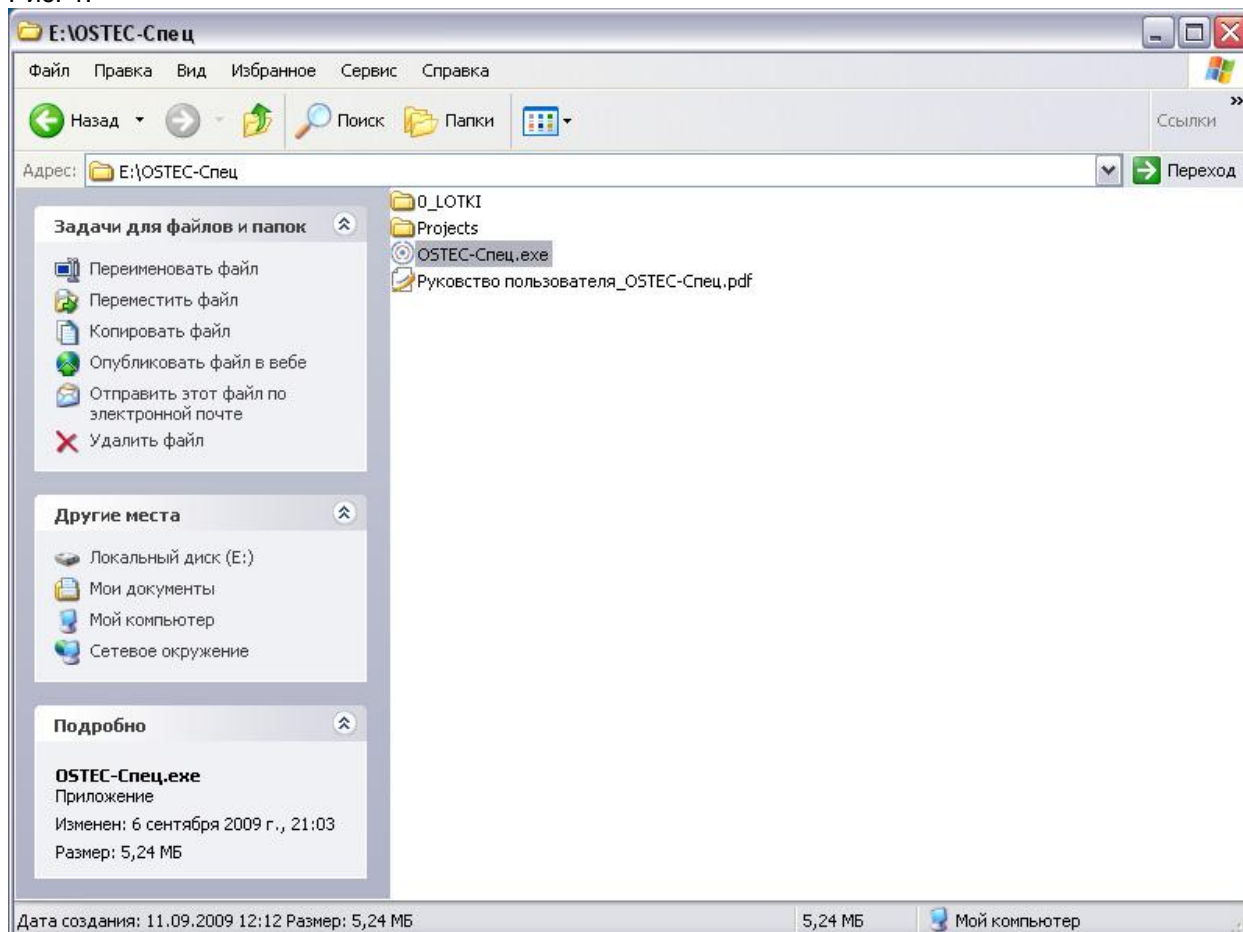 E:\OSTEC-Спец
Файл Правка Вид Избранное Сервис Справка
Назад Поиск Папки Ссылки »
Адрес: E:\OSTEC-Спец Переход
Задачи для файлов и папок
Переименовать файл
Переместить файл
Копировать файл
Опубликовать файл в вебе
Отправить этот файл по
электронной почте
Удалить файл
Другие места
Локальный диск (E:)
Мои документы
Мой компьютер
Сетевое окружение
Подробно
OSTEC-Спец.exe
Приложение
Изменен: 6 сентября 2009 г., 21:03
Размер: 5,24 МБ
0_LOTKI
Projects
OSTEC-Спец.exe
Руковство пользователя_OSTEC-Спец.pdf
Дата создания: 11.09.2009 12:12 Размер: 5,24 МБ 5,24 МБ Мой компьютер